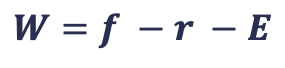 W = f − r − E